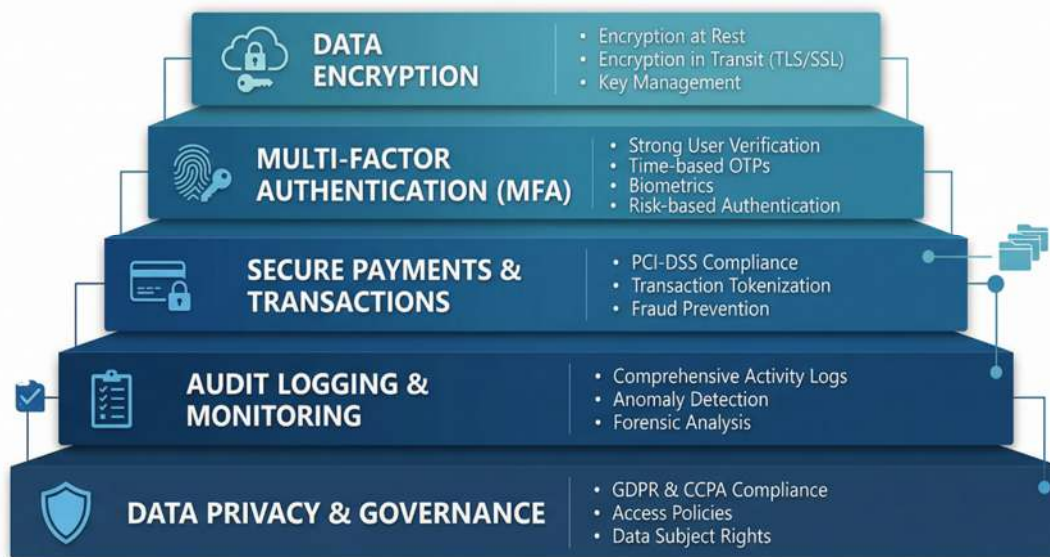 DATA
ENCRYPTION
• Encryption at Rest
• Encryption in Transit (TLS/SSL)
• Key Management
MULTI-FACTOR
AUTHENTICATION (MFA)
• Strong User Verification
• Time-based OTPs
• Biometrics
• Risk-based Authentication
SECURE PAYMENTS &
TRANSACTIONS
• PCI-DSS Compliance
• Transaction Tokenization
• Fraud Prevention
AUDIT LOGGING &
MONITORING
• Comprehensive Activity Logs
• Anomaly Detection
• Forensic Analysis
DATA PRIVACY & GOVERNANCE
• GDPR & CCPA Compliance
• Access Policies
• Data Subject Rights